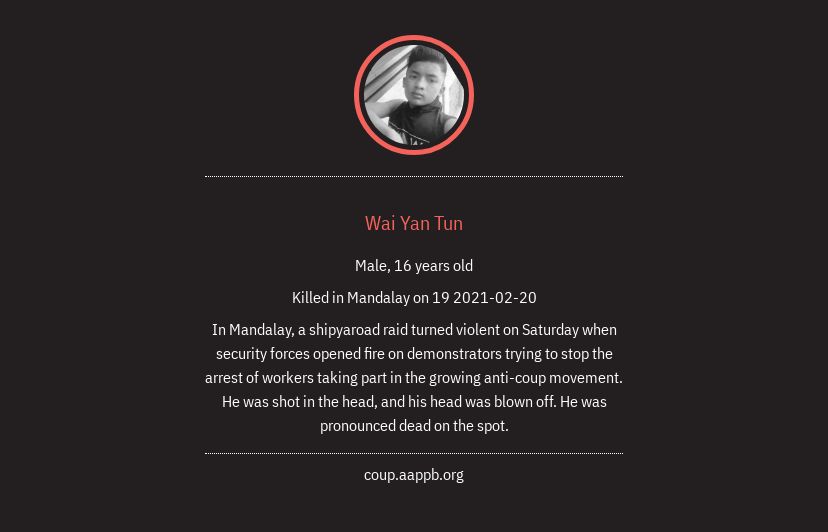 Wai Yan Tun
Male, 16 years old
Killed in Mandalay on 19 2021-02-20
In Mandalay, a shipyaroad raid turned violent on Saturday when
security forces opened fire on demonstrators trying to stop the
arrest of workers taking part in the growing anti-coup movement.
He was shot in the head, and his head was blown off. He was
pronounced dead on the spot.
coup.aappb.org